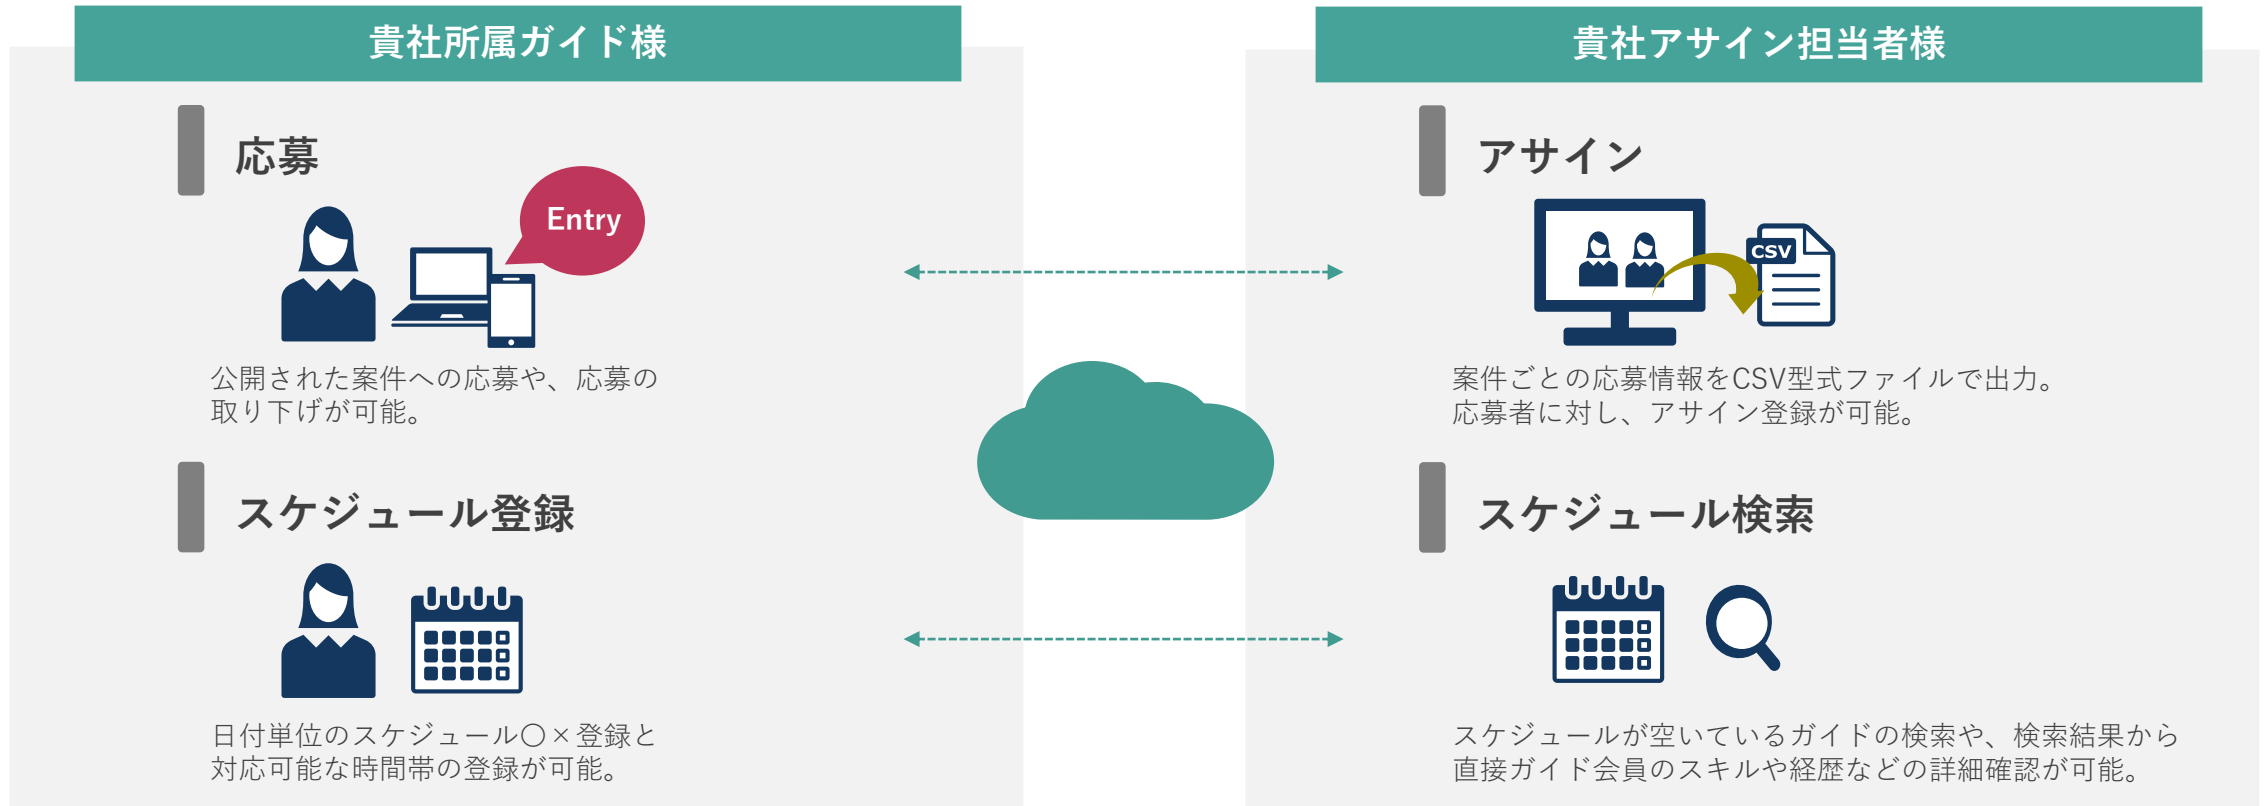 貴社所属ガイド様
応募
Entry
公開された案件への応募や、応募の
取り下げが可能。
スケジュール登録
日付単位のスケジュール〇×登録と
対応可能な時間帯の登録が可能。
貴社アサイン担当者様
アサイン
CSV
案件ごとの応募情報をCSV型式ファイルで出力。
応募者に対し、アサイン登録が可能。
スケジュール検索
スケジュールが空いているガイドの検索や、検索結果から
直接ガイド会員のスキルや経歴などの詳細確認が可能。